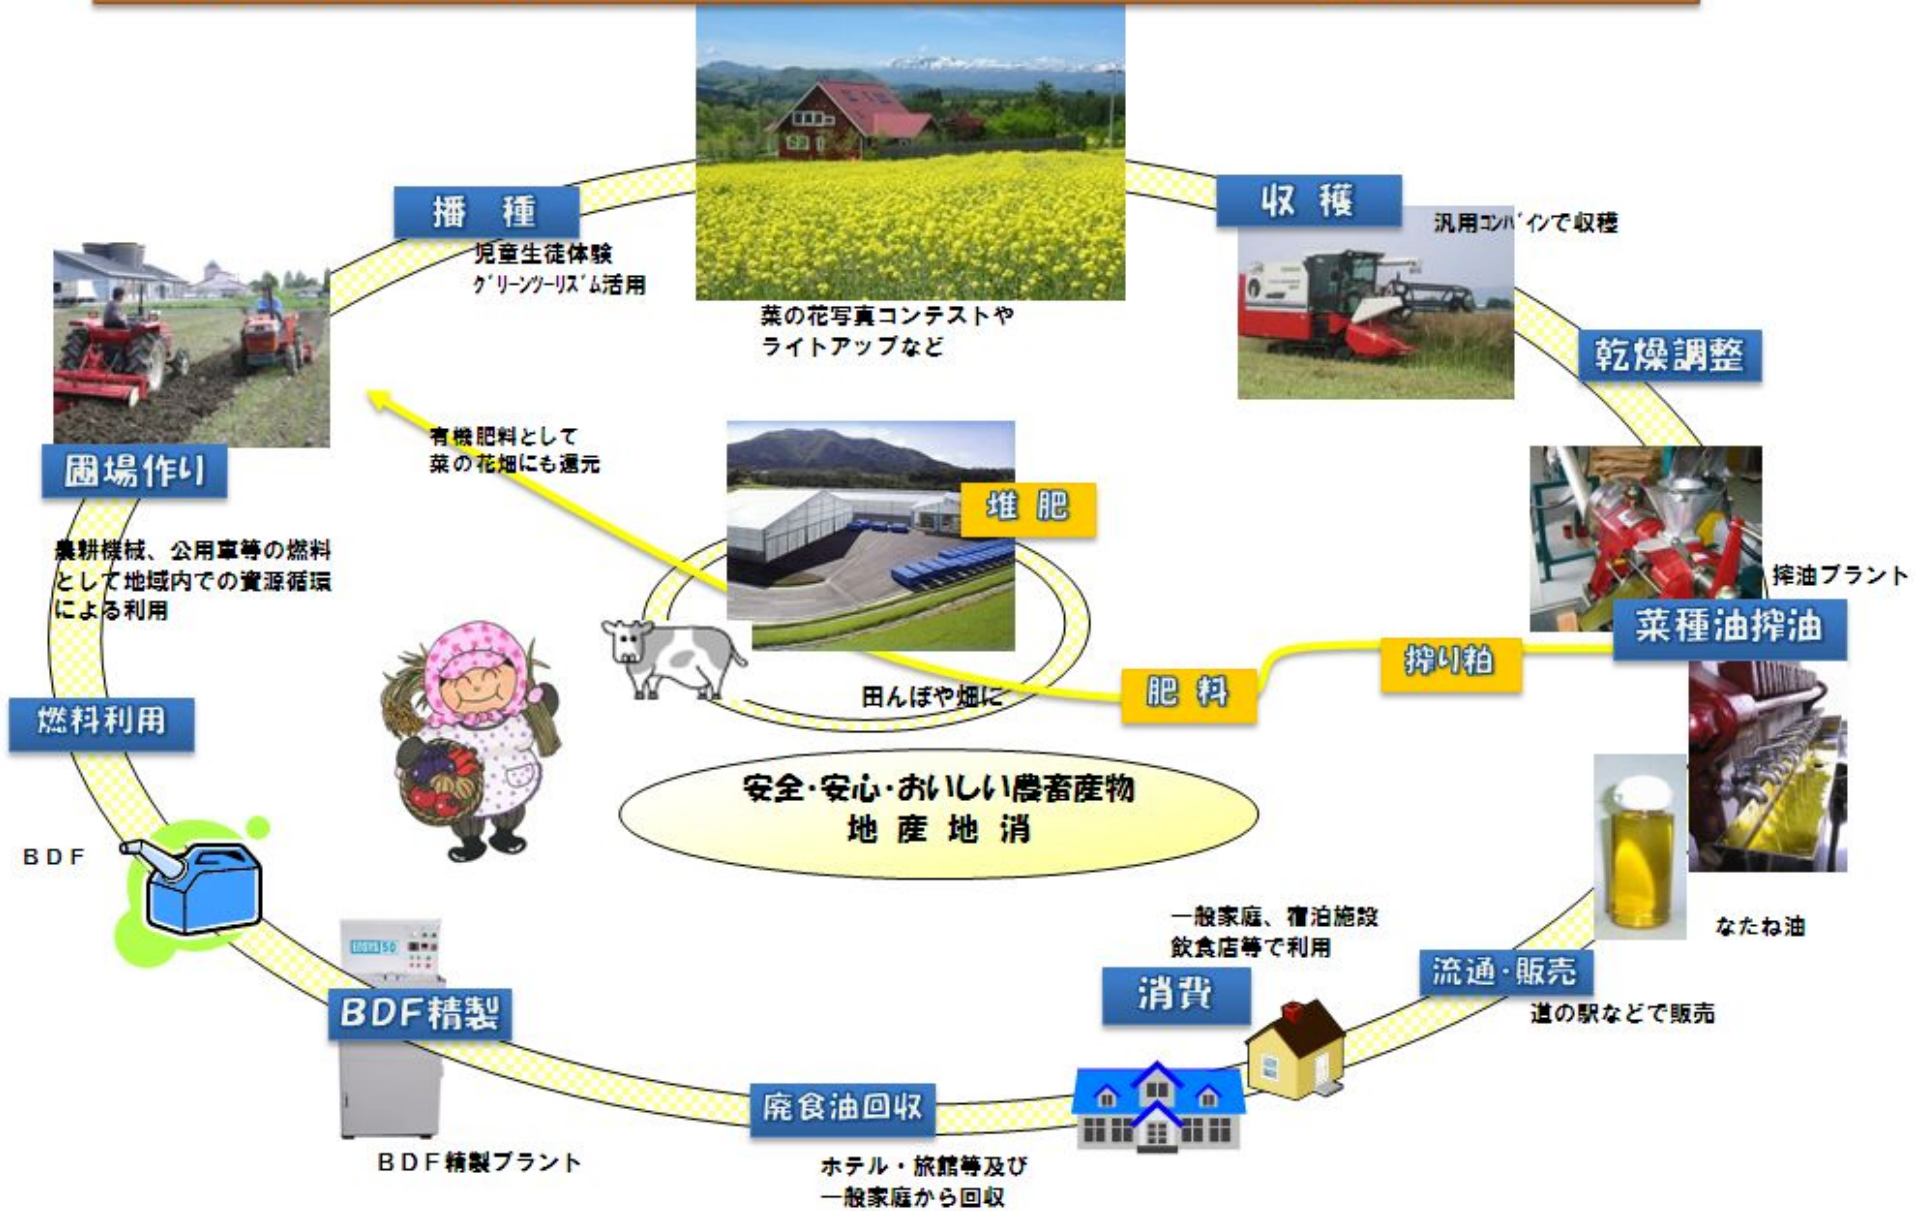 播 種
児童生徒体験
グリーンツーリズム活用
菜の花写真コンテストや
ライトアップなど
収 穫
汎用コンバインで収穫
乾燥調整
圃場作り
有機肥料として
菜の花畑にも還元
堆 肥
搾油プラント
菜種油搾油
搾り粕
肥 料
田んぼや畑に
農耕機械、公用車等の燃料
として地域内での資源循環
による利用
燃料利用
安全・安心・おいしい農畜産物
地 産 地 消
BDF
なたね油
一般家庭、宿泊施設
飲食店等で利用
消費
流通・販売
道の駅などで販売
BDF精製
BDF精製プラント
廃食油回収
ホテル・旅館等及び
一般家庭から回収